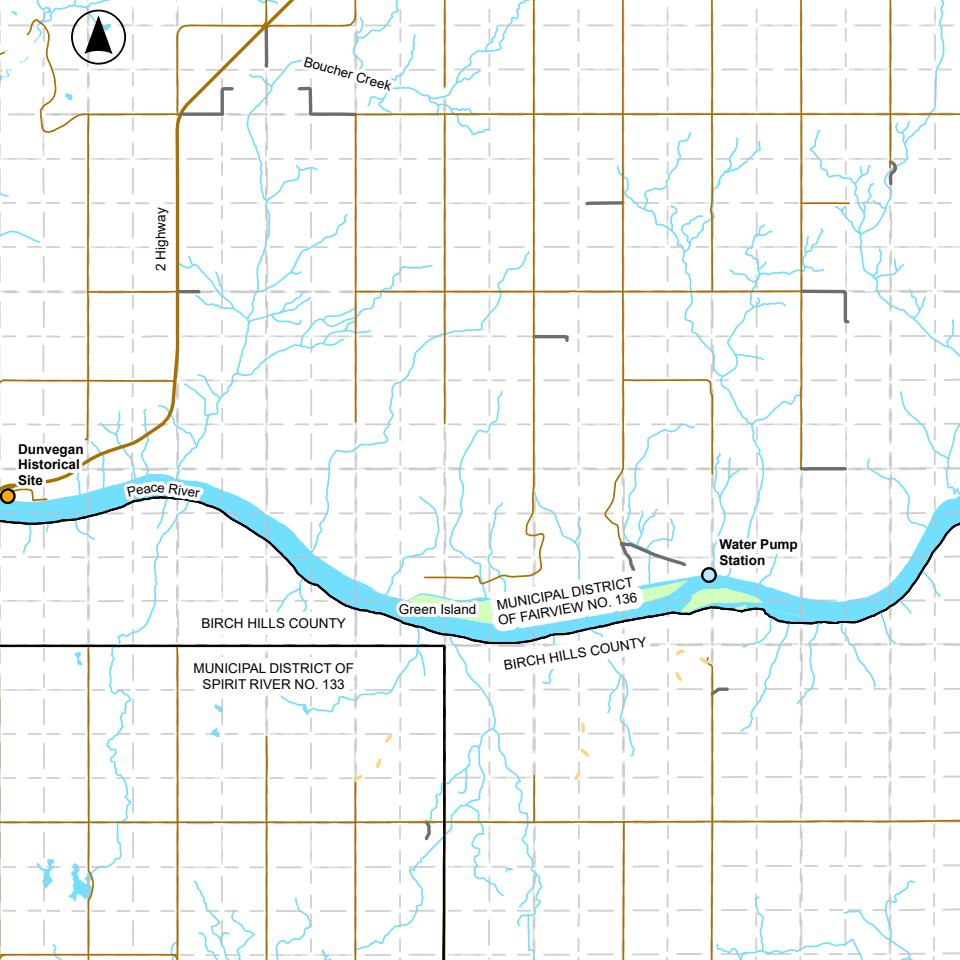 Boucher Creek
2 Highway
Dunvegan
Historical
Site
Peace River
Water Pump
Station
Green Island
MUNICIPAL DISTRICT
OF FAIRVIEW NO. 136
BIRCH HILLS COUNTY
BIRCH HILLS COUNTY
MUNICIPAL DISTRICT OF
SPIRIT RIVER NO. 133